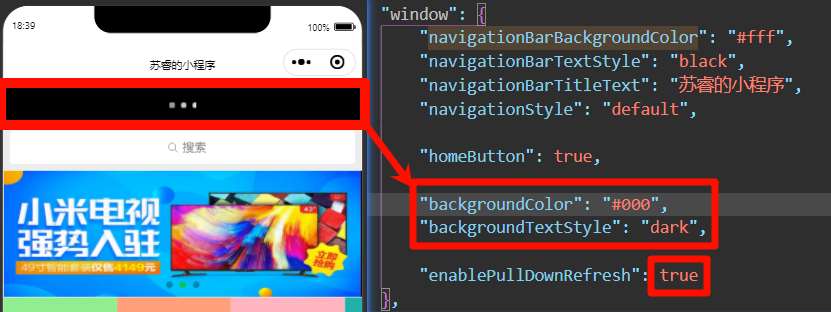 18:39
100%
苏睿的小程序
搜索
小米电视
强势入驻
49寸智能套装仅售4149元
43"
立即
抢购
"window": {
"navigationBarBackgroundColor": "#fff",
"navigationBarTextStyle": "black",
"navigationBarTitleText": "苏睿的小程序",
"navigationStyle": "default",
"homeButton": true,
"backgroundColor": "#000",
"backgroundTextStyle": "dark",
"enablePullDownRefresh": true
},